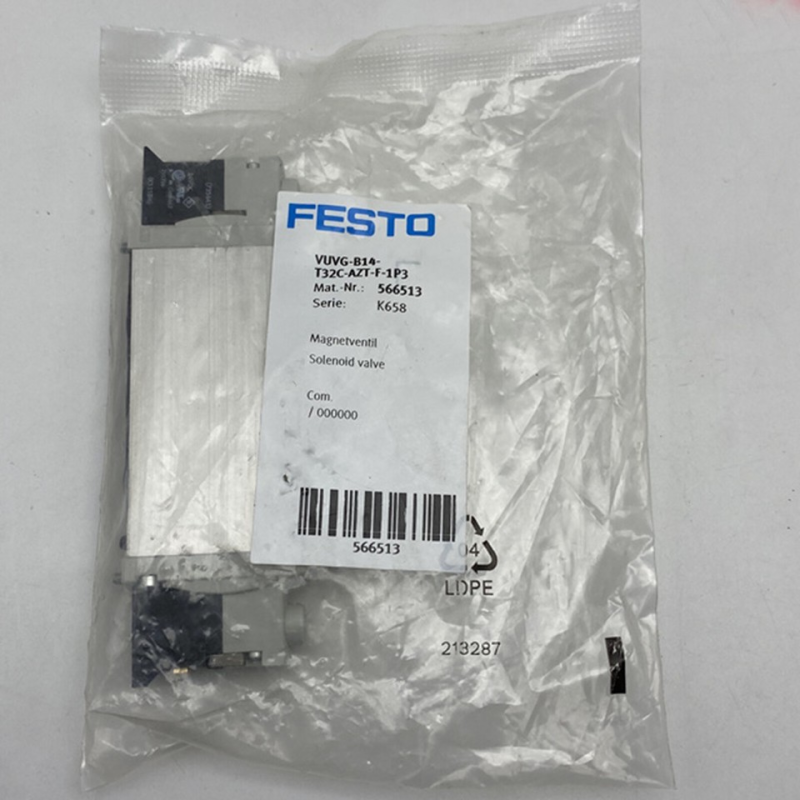 FESTO
VUVG-B14-
T32C-AZT-F-1P3
Mat.-Nr.: 566513
Serie: K658
Magnetventil
Solenoid valve
Com.
/ 000000
566513
04
LDPE
213287